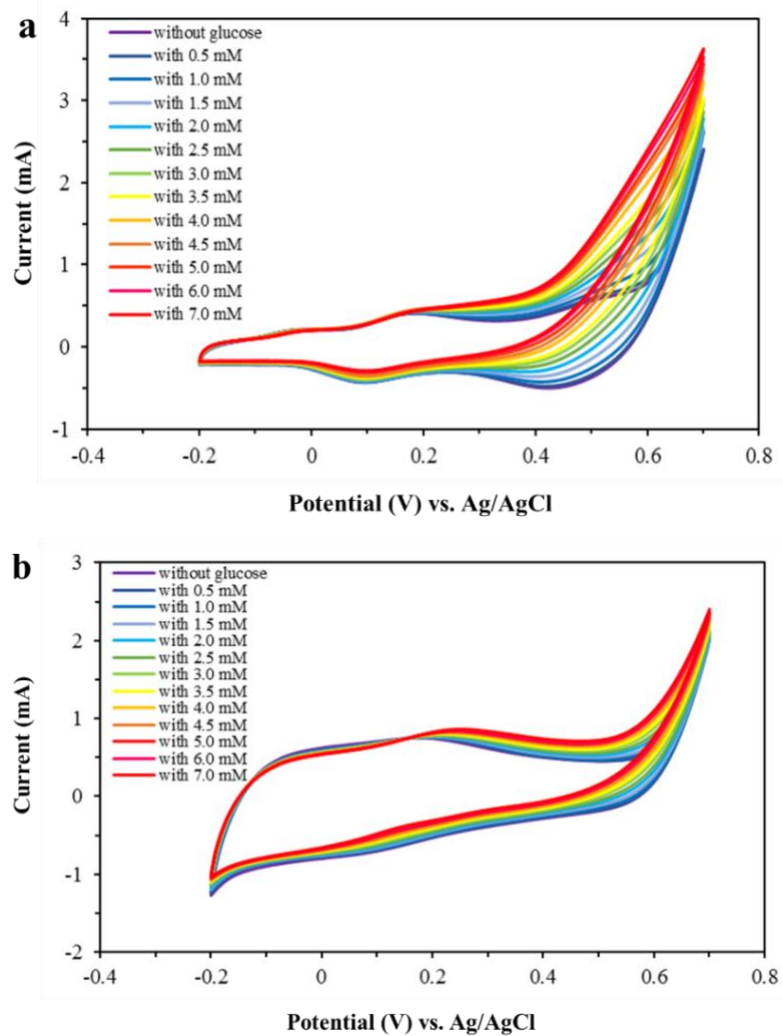 a
4
3
2
1
0
-1
Current (mA)
without glucose
with 0.5 mM
with 1.0 mM
with 1.5 mM
with 2.0 mM
with 2.5 mM
with 3.0 mM
with 3.5 mM
with 4.0 mM
with 4.5 mM
with 5.0 mM
with 6.0 mM
with 7.0 mM
-0.4 -0.2 0 0.2 0.4 0.6 0.8
Potential (V) vs. Ag/AgCl
b
3
2
1
0
-1
-2
Current (mA)
without glucose
with 0.5 mM
with 1.0 mM
with 1.5 mM
with 2.0 mM
with 2.5 mM
with 3.0 mM
with 3.5 mM
with 4.0 mM
with 4.5 mM
with 5.0 mM
with 6.0 mM
with 7.0 mM
-0.4 -0.2 0 0.2 0.4 0.6 0.8
Potential (V) vs. Ag/AgCl